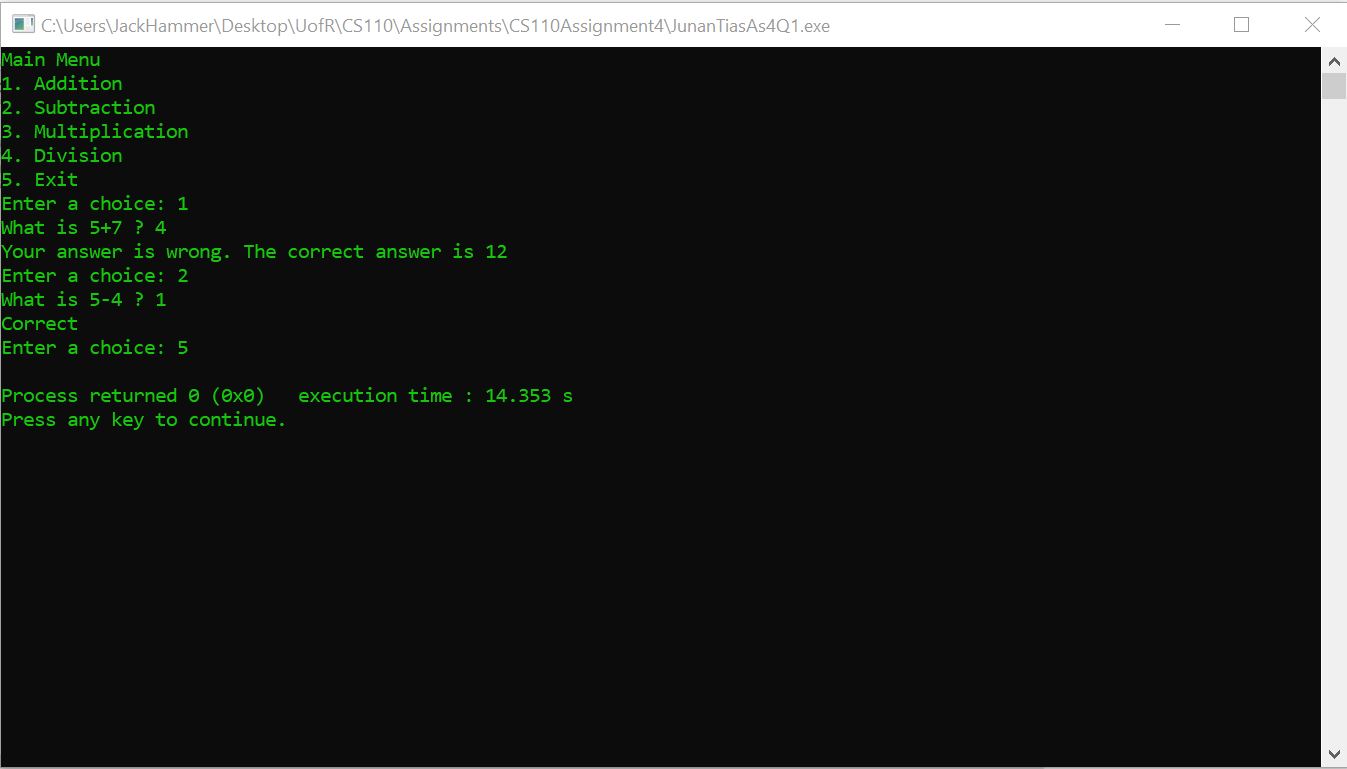 C:\Users\JackHammer\Desktop\UofR\CS110\Assignments\CS110Assignment4\JunanTiasAs4Q1.exe
Main Menu
1. Addition
2. Subtraction
3. Multiplication
4. Division
5. Exit
Enter a choice: 1
What is 5+7 ? 4
Your answer is wrong. The correct answer is 12
Enter a choice: 2
What is 5-4 ? 1
Correct
Enter a choice: 5
Process returned 0 (0x0)   execution time : 14.353 s
Press any key to continue.